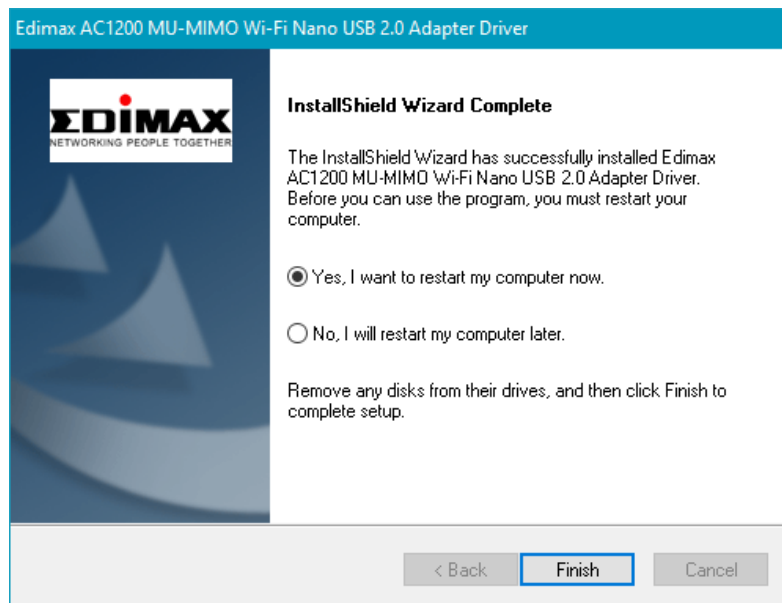 Edimax AC1200 MU-MIMO Wi-Fi Nano USB 2.0 Adapter Driver
EDiMAX
NETWORKING PEOPLE TOGETHER
InstallShield Wizard Complete
The InstallShield Wizard has successfully installed Edimax
AC1200 MU-MIMO Wi-Fi Nano USB 2.0 Adapter Driver.
Before you can use the program, you must restart your
computer.
Yes, I want to restart my computer now.
No, I will restart my computer later.
Remove any disks from their drives, and then click Finish to
complete setup.
< Back
Finish
Cancel